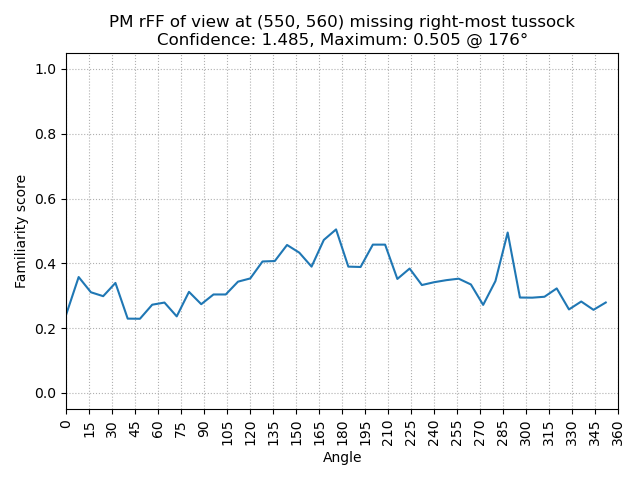 PM rFF of view at (550, 560) missing right-most tussock
Confidence: 1.485, Maximum: 0.505 @ 176°
1.0
0.8
0.6
0.4
0.2
0.0
Familiarity score
0 15 30 45 60 75 90 105 120 135 150 165 180 195 210 225 240 255 270 285 300 315 330 345 360
Angle